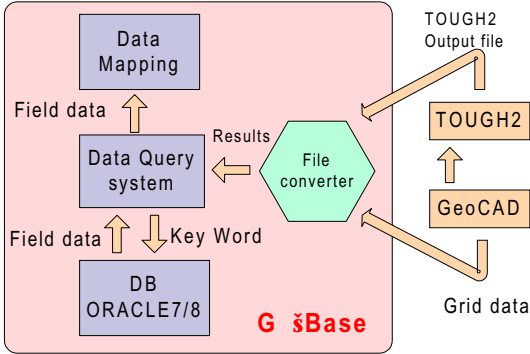 Data
Mapping
TOUGH2
Output file
Field data
TOUGH2
Results
Data Query
system
File
converter
GeoCAD
Field data
Key Word
DB
ORACLE7/8
Grid data
G šBase